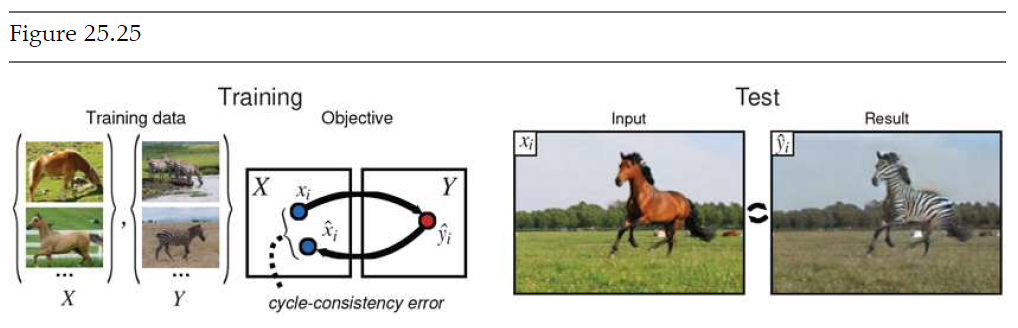 Figure 25.25
Training
Training data
Objective
X
Y
xᵢ
x̂ᵢ
ŷᵢ
,
...
...
X
Y
cycle-consistency error
Test
Input
Result
xᵢ
ŷᵢ